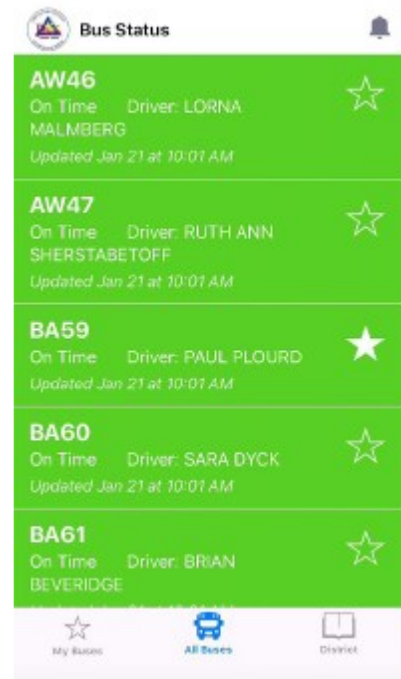 Bus Status
AW46
On Time Driver: LORNA
MALMBERG
Updated Jan 21 at 10:01 AM
AW47
On Time Driver: RUTH ANN
SHERSTABETOFF
Updated Jan 21 at 10:01 AM
BA59
On Time Driver: PAUL PLOURD
Updated Jan 21 at 10:01 AM
BA60
On Time Driver: SARA DYCK
Updated Jan 21 at 10:01 AM
BA61
On Time Driver: BRIAN
BEVERIDGE
My Buses All Buses District